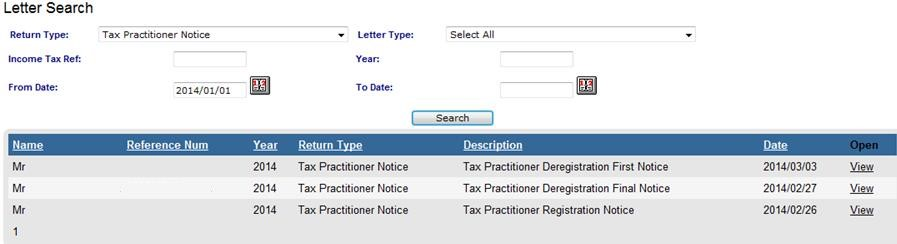 Letter Search
Return Type: Tax Practitioner Notice Letter Type: Select All
Income Tax Ref: Year:
From Date: 2014/01/01 To Date:
Search
Name Reference Num Year Return Type Description Date Open
Mr 2014 Tax Practitioner Notice Tax Practitioner Deregistration First Notice 2014/03/03 View
Mr 2014 Tax Practitioner Notice Tax Practitioner Deregistration Final Notice 2014/02/27 View
Mr 2014 Tax Practitioner Notice Tax Practitioner Registration Notice 2014/02/26 View
1